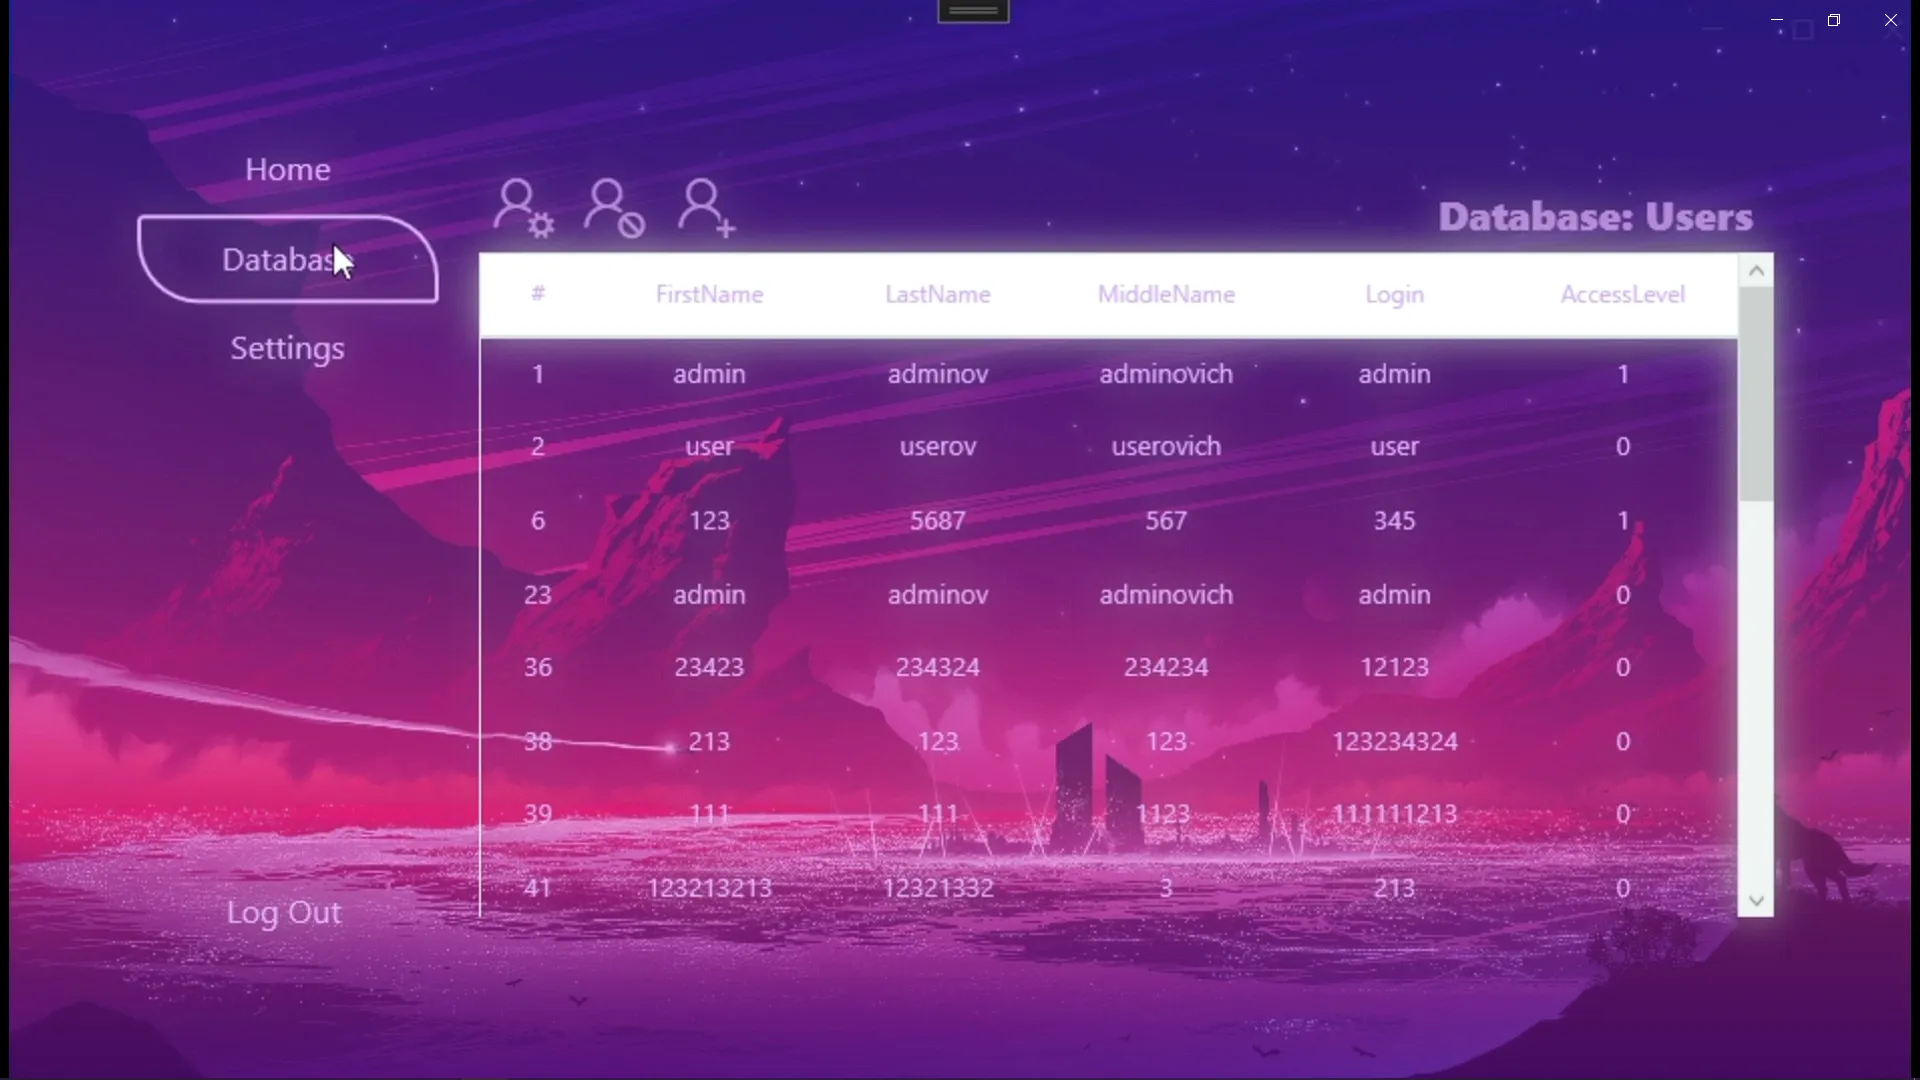 Home
Database
Settings
Log Out
Database: Users
# FirstName LastName MiddleName Login AccessLevel
1 admin adminov adminovich admin 1
2 user userov userovich user 0
6 123 5687 567 345 1
23 admin adminov adminovich admin 0
36 23423 234324 234234 12123 0
38 213 123 123 123234324 0
39 111 111 1123 111111213 0
41 123213213 12321332 3 213 0